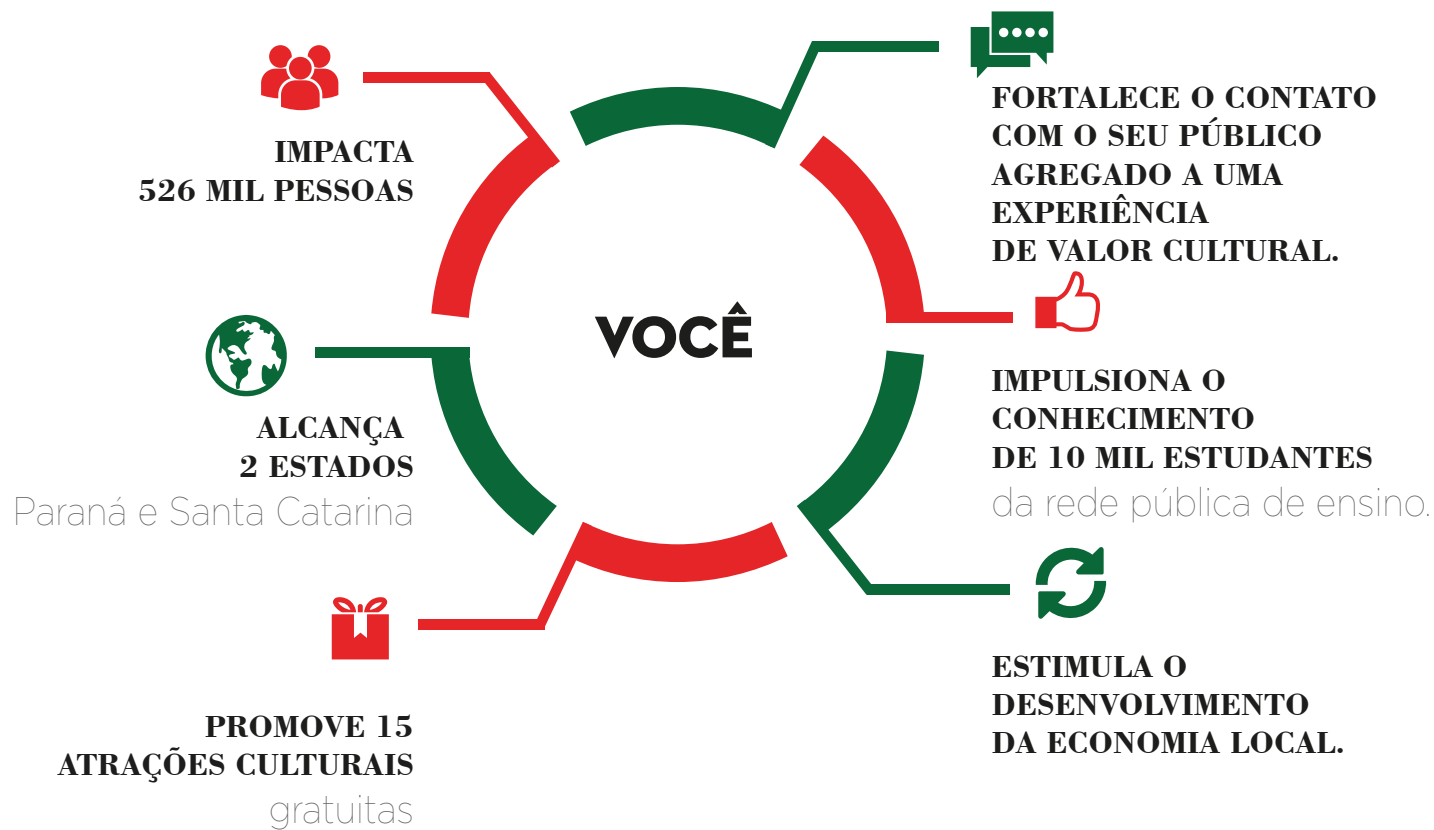 IMPACTA
526 MIL PESSOAS
ALCANÇA
2 ESTADOS
Paraná e Santa Catarina
PROMOVE 15
ATRAÇÕES CULTURAIS
gratuitas
VOCÊ
FORTALECE O CONTATO
COM O SEU PÚBLICO
AGREGADO A UMA
EXPERIÊNCIA
DE VALOR CULTURAL.
IMPULSIONA O
CONHECIMENTO
DE 10 MIL ESTUDANTES
da rede pública de ensino.
ESTIMULA O
DESENVOLVIMENTO
DA ECONOMIA LOCAL.